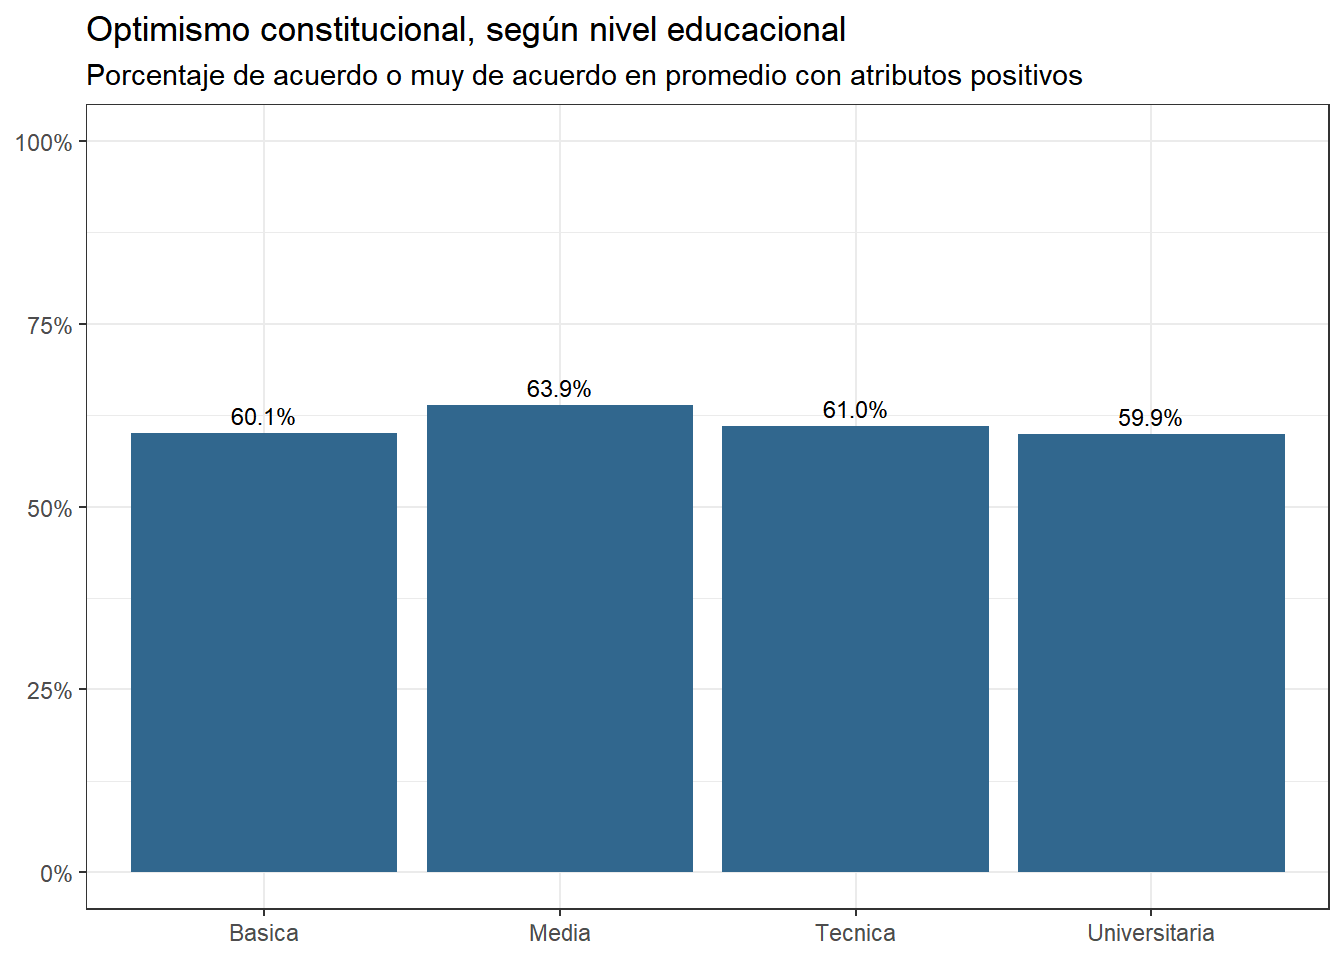 Optimismo constitucional, según nivel educacional
Porcentaje de acuerdo o muy de acuerdo en promedio con atributos positivos
100%
75%
50%
25%
0%
60.1%
63.9%
61.0%
59.9%
Basica
Media
Tecnica
Universitaria